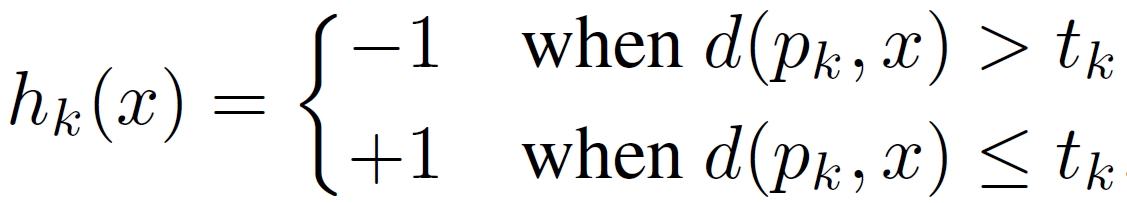 h_k(x) = { −1 when d(p_k, x) > t_k
+1 when d(p_k, x) ≤ t_k.